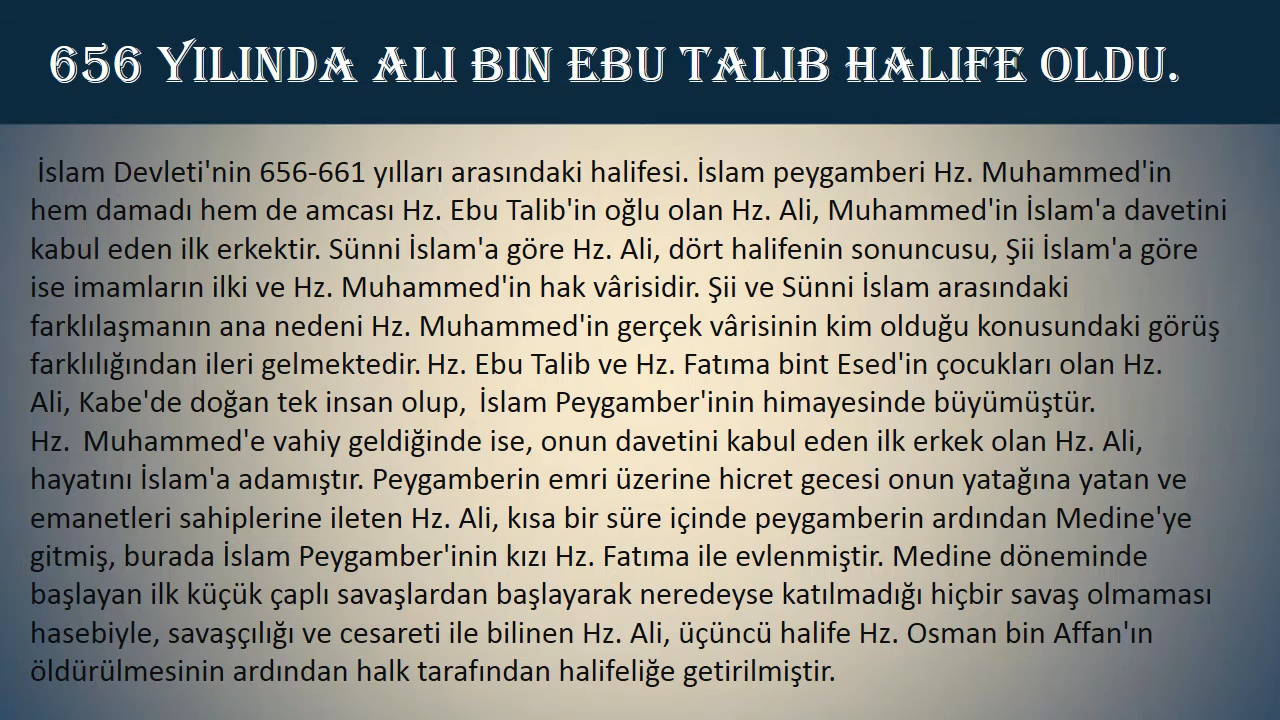 656 YILINDA ALI BIN EBU TALIB HALIFE OLDU.
İslam Devleti'nin 656-661 yılları arasındaki halifesi. İslam peygamberi Hz. Muhammed'in
hem damadı hem de amcası Hz. Ebu Talib'in oğlu olan Hz. Ali, Muhammed'in İslam'a davetini
kabul eden ilk erkektir. Sünni İslam'a göre Hz. Ali, dört halifenin sonuncusu, Şii İslam'a göre
ise imamların ilki ve Hz. Muhammed'in hak vârisidir. Şii ve Sünni İslam arasındaki
farklılaşmanın ana nedeni Hz. Muhammed'in gerçek vârisinin kim olduğu konusundaki görüş
farklılığından ileri gelmektedir. Hz. Ebu Talib ve Hz. Fatıma bint Esed'in çocukları olan Hz.
Ali, Kabe'de doğan tek insan olup, İslam Peygamber'inin himayesinde büyümüştür.
Hz. Muhammed'e vahiy geldiğinde ise, onun davetini kabul eden ilk erkek olan Hz. Ali,
hayatını İslam'a adamıştır. Peygamberin emri üzerine hicret gecesi onun yatağına yatan ve
emanetleri sahiplerine ileten Hz. Ali, kısa bir süre içinde peygamberin ardından Medine'ye
gitmiş, burada İslam Peygamber'inin kızı Hz. Fatıma ile evlenmiştir. Medine döneminde
başlayan ilk küçük çaplı savaşlardan başlayarak neredeyse katılmadığı hiçbir savaş olmaması
hasebiyle, savaşçılığı ve cesareti ile bilinen Hz. Ali, üçüncü halife Hz. Osman bin Affan'ın
öldürülmesinin ardından halk tarafından halifeliğe getirilmiştir.